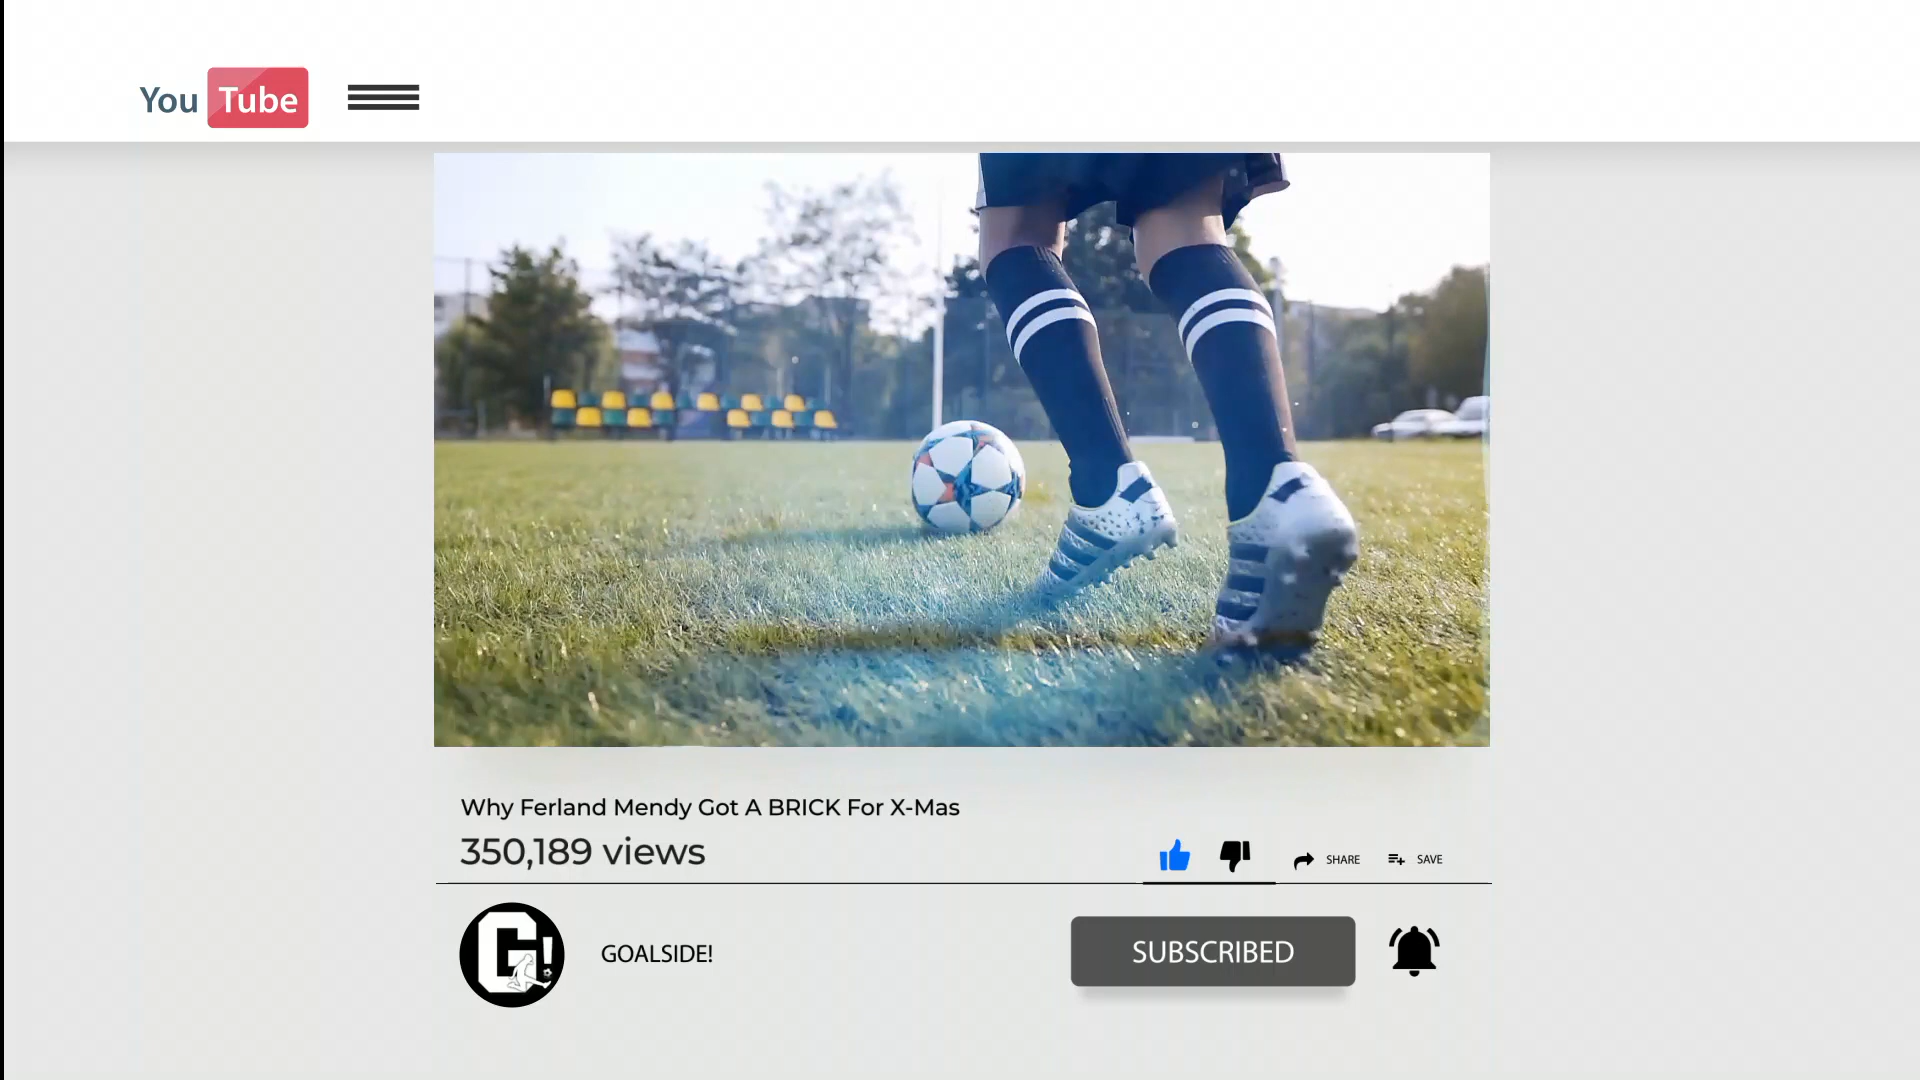 You Tube
Why Ferland Mendy Got A BRICK For X-Mas
350,189 views
SHARE
SAVE
G!
GOALSIDE!
SUBSCRIBED